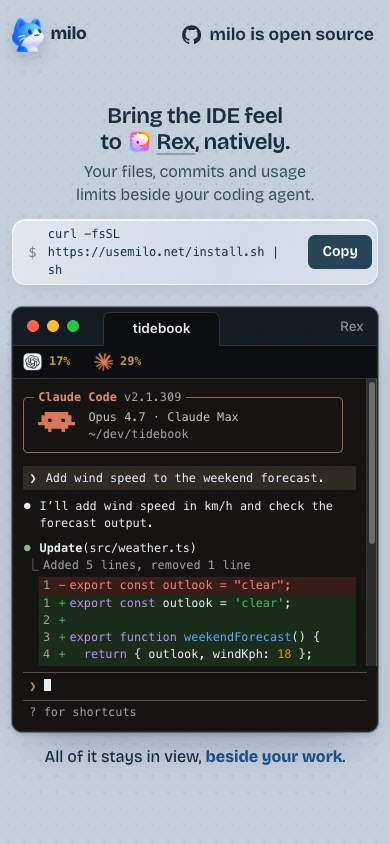 milo
milo is open source
Bring the IDE feel
to Rex, natively.
Your files, commits and usage
limits beside your coding agent.
curl -fsSL
$ https://usemilo.net/install.sh |
sh
Copy
tidebook
Rex
17% 29%
Claude Code v2.1.309
Opus 4.7 · Claude Max
~/dev/tidebook
❯ Add wind speed to the weekend forecast.
● I’ll add wind speed in km/h and check the
forecast output.
● Update(src/weather.ts)
⎿ Added 5 lines, removed 1 line
1 −export const outlook = "clear";
1 +export const outlook = 'clear';
2 +
3 +export function weekendForecast() {
4 +  return { outlook, windKph: 18 };
❯
? for shortcuts
All of it stays in view, beside your work.